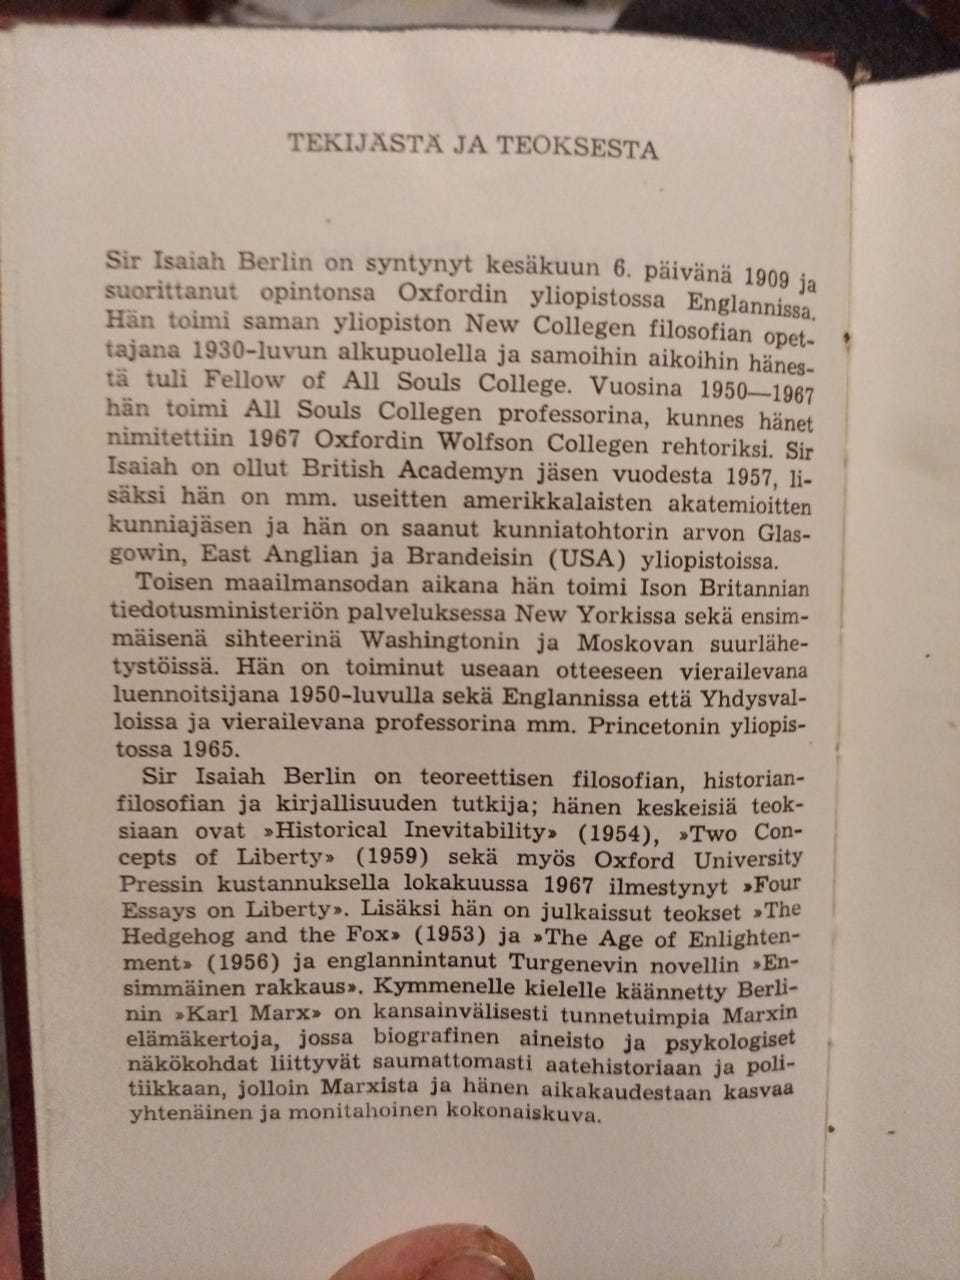 TEKIJÄSTÄ JA TEOKSESTA
Sir Isaiah Berlin on syntynyt kesäkuun 6. päivänä 1909 ja
suorittanut opintonsa Oxfordin yliopistossa Englannissa.
Hän toimi saman yliopiston New Collegen filosofian opet-
tajana 1930-luvun alkupuolella ja samoihin aikoihin hänes-
tä tuli Fellow of All Souls College. Vuosina 1950—1967
hän toimi All Souls Collegen professorina, kunnes hänet
nimitettiin 1967 Oxfordin Wolfson Collegen rehtoriksi. Sir
Isaiah on ollut British Academyn jäsen vuodesta 1957, li-
säksi hän on mm. useitten amerikkalaisten akatemioitten
kunniajäsen ja hän on saanut kunniatohtorin arvon Glas-
gowin, East Anglian ja Brandeisin (USA) yliopistoissa.
Toisen maailmansodan aikana hän toimi Ison Britannian
tiedotusministeriön palveluksessa New Yorkissa sekä ensim-
mäisenä sihteerinä Washingtonin ja Moskovan suurlähe-
tystöissä. Hän on toiminut useaan otteeseen vierailevana
luennoitsijana 1950-luvulla sekä Englannissa että Yhdysval-
loissa ja vierailevana professorina mm. Princetonin yliopis-
tossa 1965.
Sir Isaiah Berlin on teoreettisen filosofian, historian-
filosofian ja kirjallisuuden tutkija; hänen keskeisiä teok-
siaan ovat »Historical Inevitability» (1954), »Two Con-
cepts of Liberty» (1959) sekä myös Oxford University
Pressin kustannuksella lokakuussa 1967 ilmestynyt »Four
Essays on Liberty». Lisäksi hän on julkaissut teokset »The
Hedgehog and the Fox» (1953) ja »The Age of Enlighten-
ment» (1956) ja englannintanut Turgenevin novellin »En-
simmäinen rakkaus». Kymmenelle kielelle käännetty Berli-
nin »Karl Marx» on kansainvälisesti tunnetuimpia Marxin
elämäkertoja, jossa biografinen aineisto ja psykologiset
näkökohdat liittyvät saumattomasti aatehistoriaan ja poli-
tiikkaan, jolloin Marxista ja hänen aikakaudestaan kasvaa
yhtenäinen ja monitahoinen kokonaiskuva.